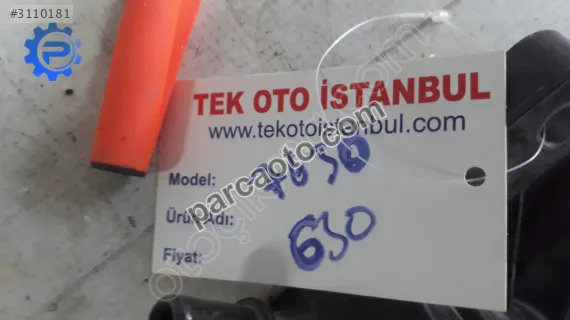 #3110181
TEK OTO İSTANBUL
www.tekotoistanbul.com
Model:
parcaoto.com
Ürün Adı:
630
Fiyat: